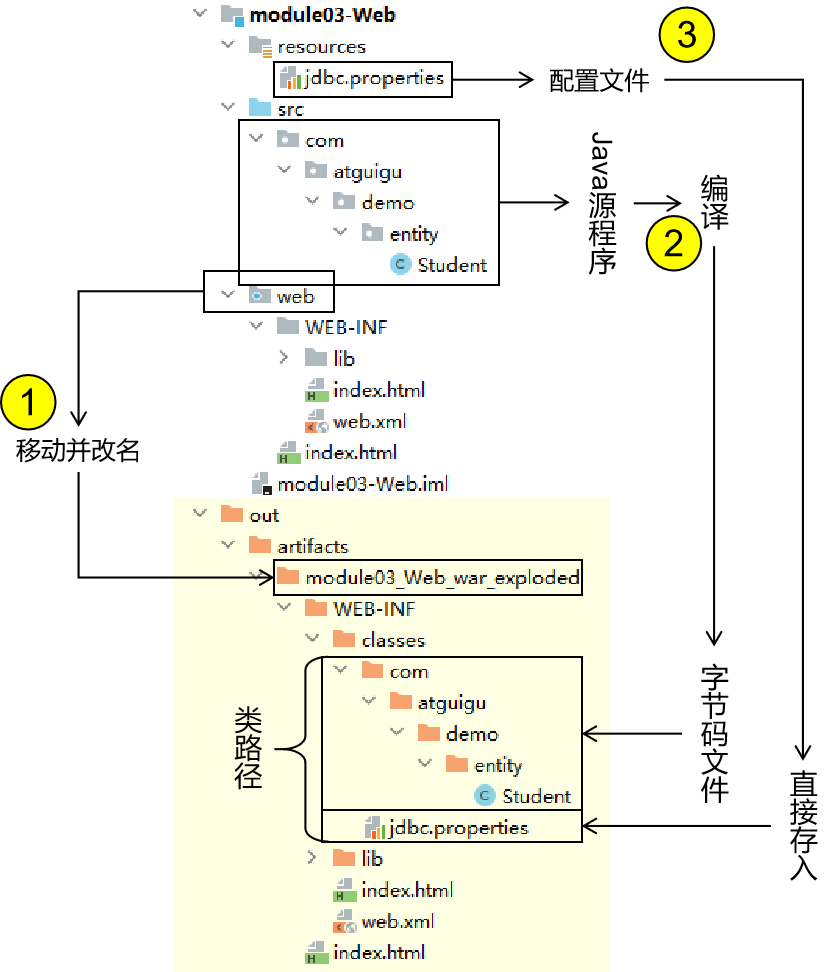 module03-Web
resources
3
jdbc.properties
配置文件
src
com
atguigu
demo
entity
Student
Java源程序
2
编译
web
WEB-INF
lib
index.html
1
web.xml
移动并改名
index.html
module03-Web.iml
out
artifacts
module03_Web_war_exploded
WEB-INF
classes
com
atguigu
demo
entity
Student
类路径
字节码文件
jdbc.properties
直接存入
lib
index.html
web.xml
index.html